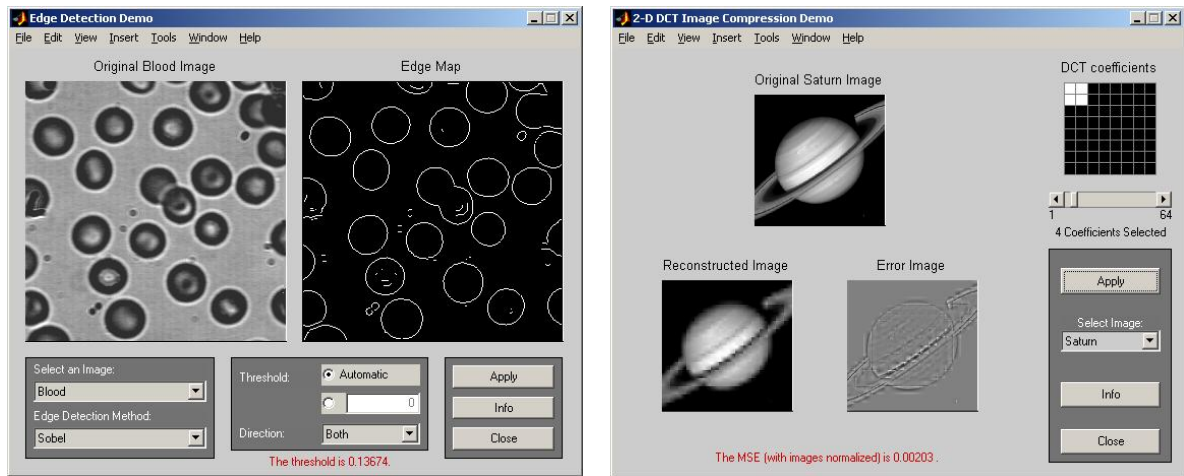 Edge Detection Demo
File Edit View Insert Tools Window Help
Original Blood Image
Edge Map
Select an Image:
Blood
Edge Detection Method:
Sobel
Threshold:
Automatic
0
Direction:
Both
Apply
Info
Close
The threshold is 0.13674.
2-D DCT Image Compression Demo
File Edit View Insert Tools Window Help
Original Saturn Image
DCT coefficients
1 64
4 Coefficients Selected
Reconstructed Image
Error Image
Apply
Select Image:
Saturn
Info
Close
The MSE (with images normalized) is 0.00203 .